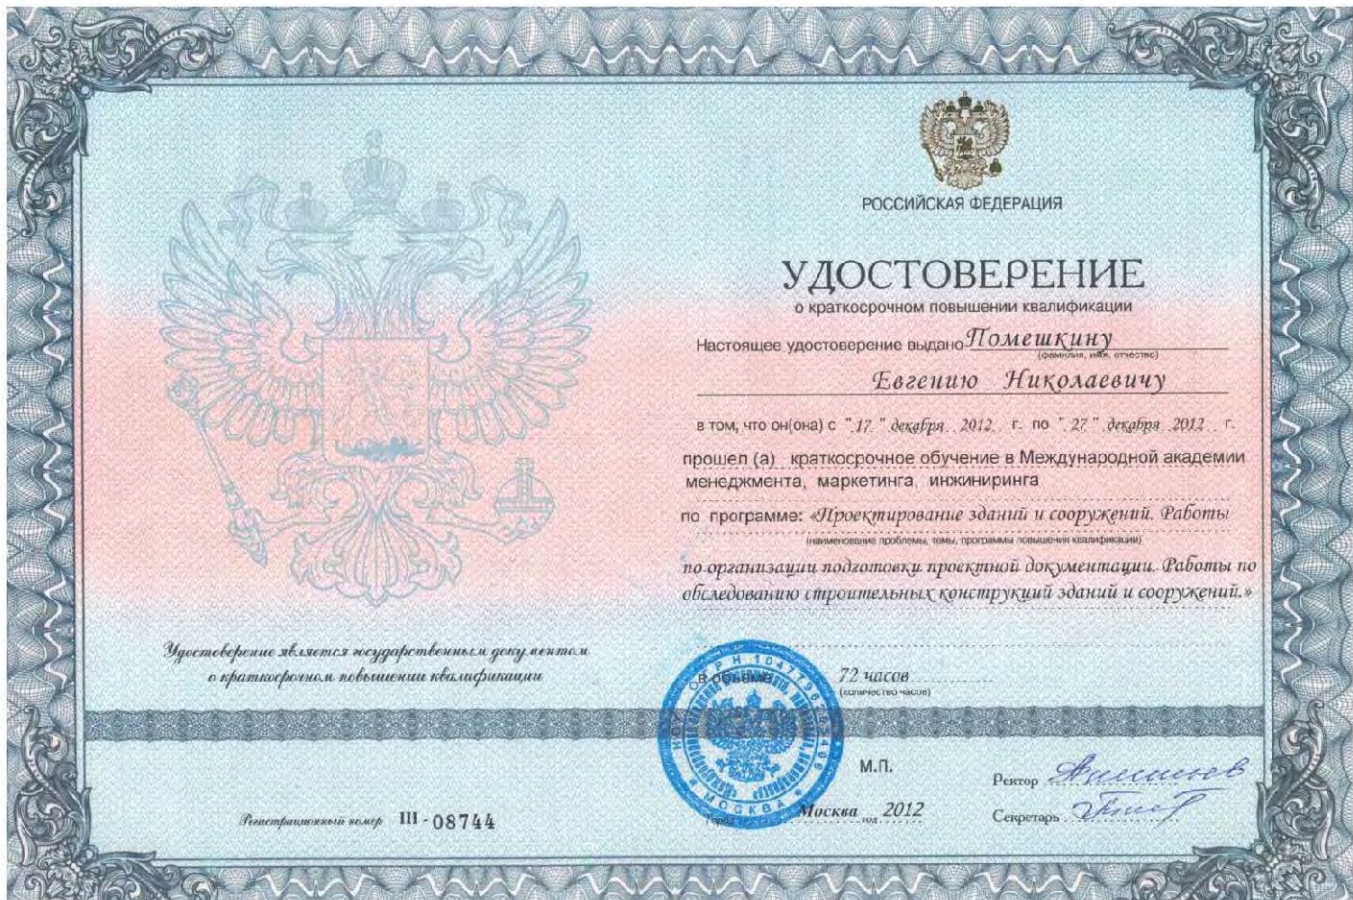 Удостоверение является государственным документом
о краткосрочном повышении квалификации
Регистрационный номер III - 08744
РОССИЙСКАЯ ФЕДЕРАЦИЯ
УДОСТОВЕРЕНИЕ
о краткосрочном повышении квалификации
Настоящее удостоверение выдано Помешкину
(фамилия, имя, отчество)
Евгению Николаевичу
в том, что он(она) с "17" декабря 2012 г. по "27" декабря 2012 г.
прошел (а) краткосрочное обучение в Международной академии
менеджмента, маркетинга, инжиниринга
по программе: «Проектирование зданий и сооружений. Работы
(наименование проблемы, темы, программы повышения квалификации)
по организации подготовки проектной документации. Работы по
обследованию строительных конструкций зданий и сооружений.»
в объеме 72 часов
(количество часов)
М.П.
Ректор
Москва год 2012
Секретарь
МОСКВА